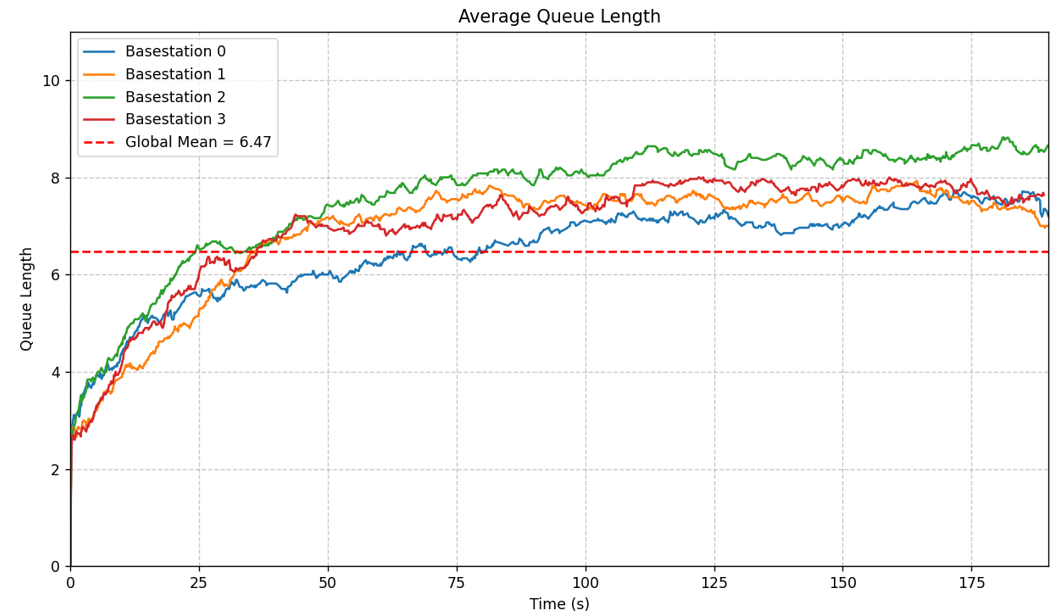 Average Queue Length
Basestation 0
Basestation 1
Basestation 2
Basestation 3
Global Mean = 6.47
Queue Length
10
8
6
4
2
0
0 25 50 75 100 125 150 175
Time (s)